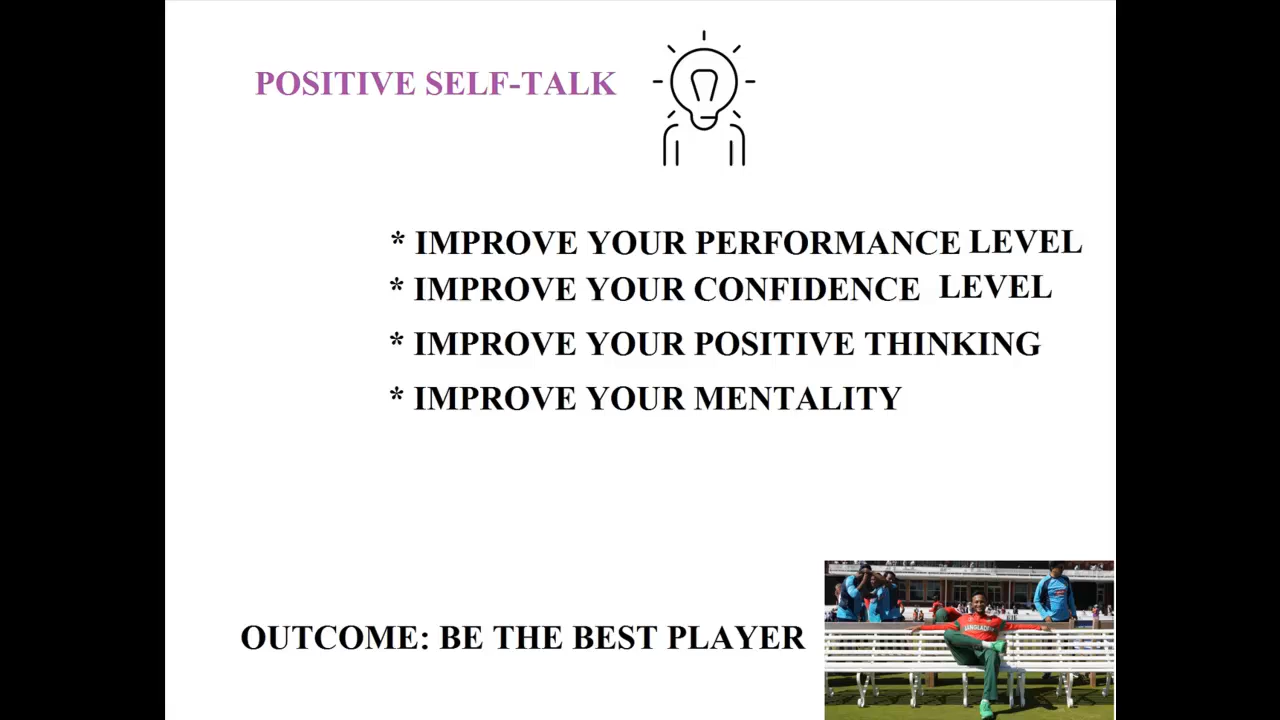 POSITIVE SELF-TALK
* IMPROVE YOUR PERFORMANCE LEVEL
* IMPROVE YOUR CONFIDENCE LEVEL
* IMPROVE YOUR POSITIVE THINKING
* IMPROVE YOUR MENTALITY
OUTCOME: BE THE BEST PLAYER
BANGLADESH